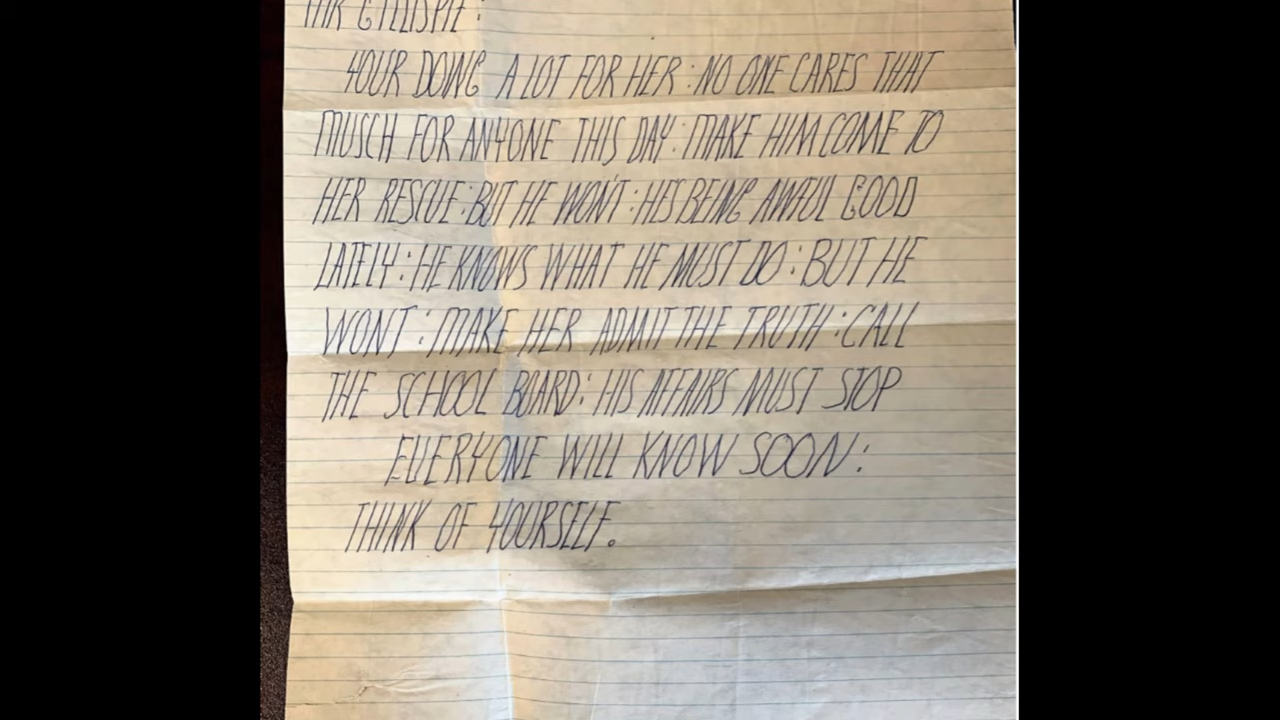 MR GILLISPIE:
YOUR DOING A LOT FOR HER: NO ONE CARES THAT
MUSCH FOR ANYONE THIS DAY: MAKE HIM COME TO
HER RESCUE: BUT HE WON'T: HE'S BEING AWFUL GOOD
LATELY: HE KNOWS WHAT HE MUST DO: BUT HE
WONT: MAKE HER ADMIT THE TRUTH: CALL
THE SCHOOL BOARD: HIS AFFAIRS MUST STOP
EVERYONE WILL KNOW SOON:
THINK OF YOURSELF.